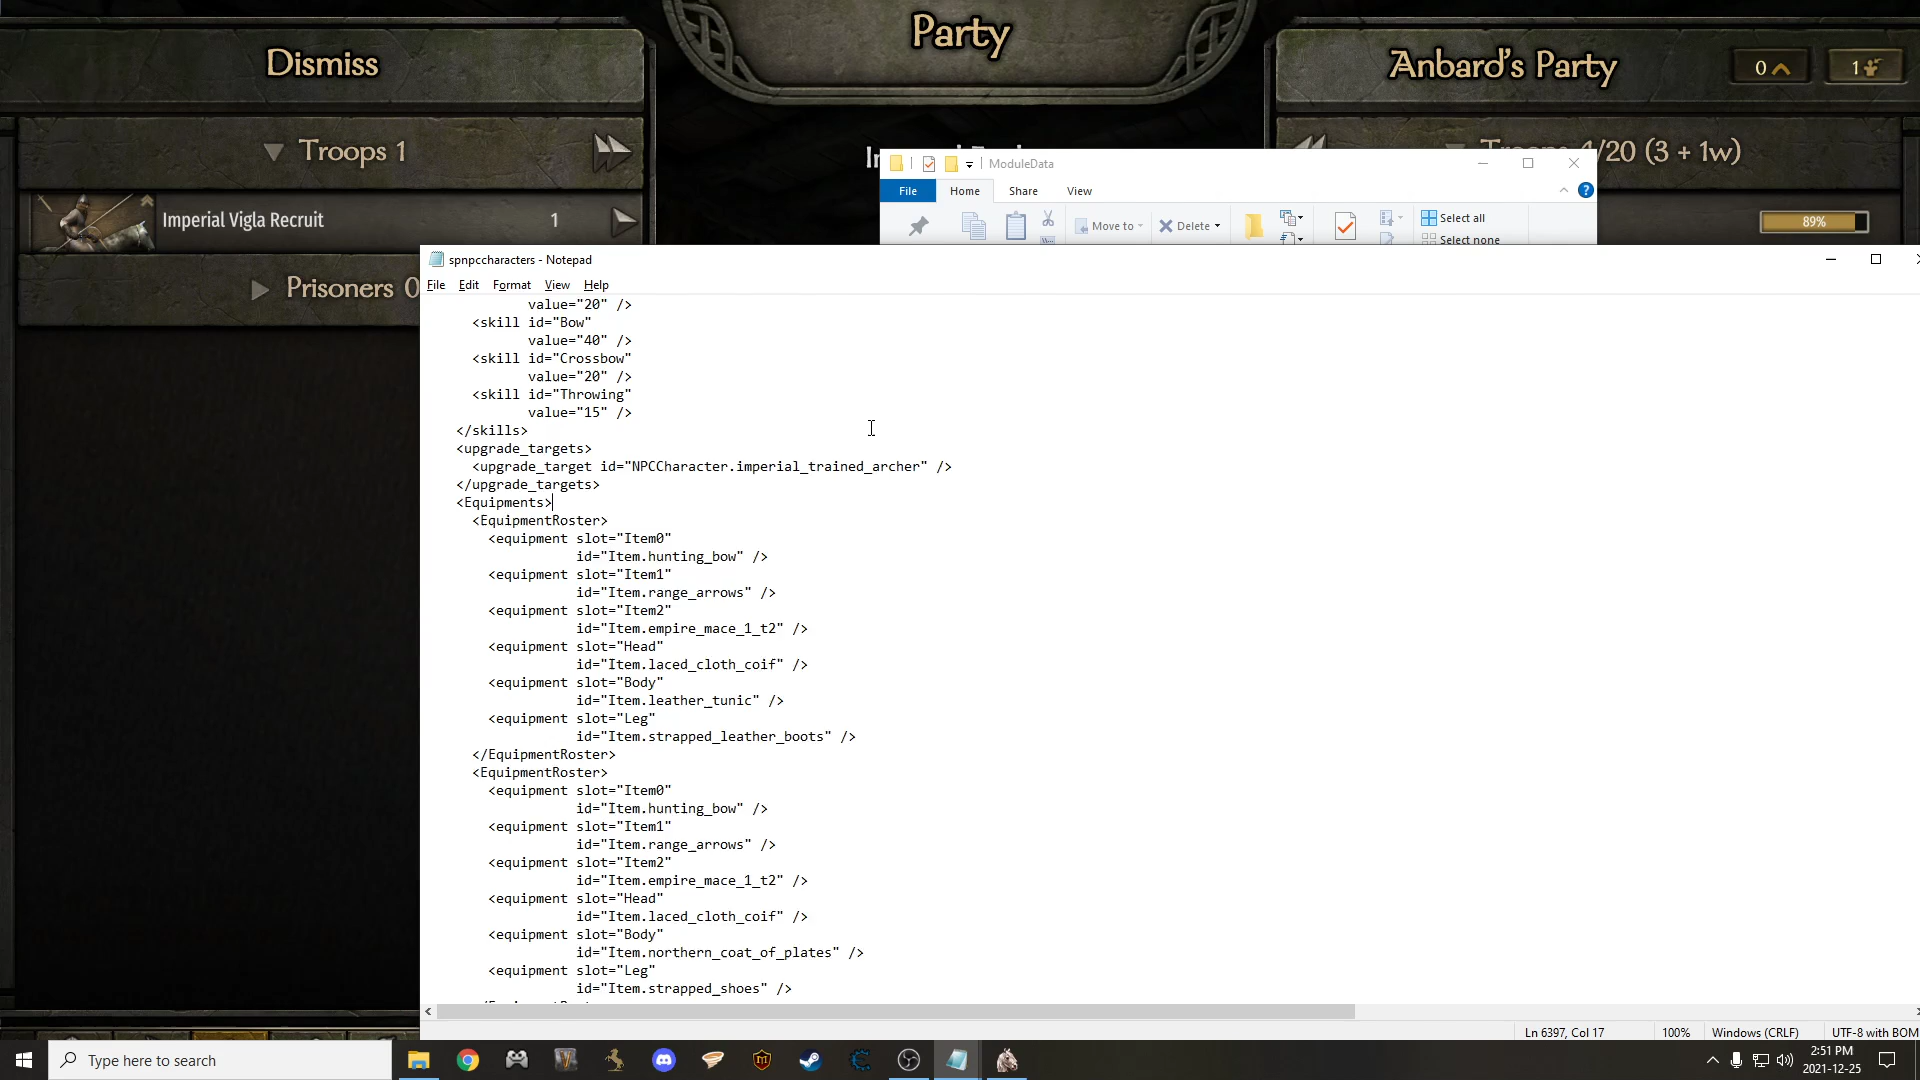 Dismiss
Party
Anbard's Party
0
1
Troops 1
/20 (3 + 1w)
Imperial Vigla Recruit
1
89%
Prisoners 0
ModuleData
File
Home
Share
View
Move to
Delete
Select all
Select none
spnpccharacters - Notepad
File
Edit
Format
View
Help
value="20" />
<skill id="Bow"
value="40" />
<skill id="Crossbow"
value="20" />
<skill id="Throwing"
value="15" />
</skills>
<upgrade_targets>
<upgrade_target id="NPCCharacter.imperial_trained_archer" />
</upgrade_targets>
<Equipments>
<EquipmentRoster>
<equipment slot="Item0"
id="Item.hunting_bow" />
<equipment slot="Item1"
id="Item.range_arrows" />
<equipment slot="Item2"
id="Item.empire_mace_1_t2" />
<equipment slot="Head"
id="Item.laced_cloth_coif" />
<equipment slot="Body"
id="Item.leather_tunic" />
<equipment slot="Leg"
id="Item.strapped_leather_boots" />
</EquipmentRoster>
<EquipmentRoster>
<equipment slot="Item0"
id="Item.hunting_bow" />
<equipment slot="Item1"
id="Item.range_arrows" />
<equipment slot="Item2"
id="Item.empire_mace_1_t2" />
<equipment slot="Head"
id="Item.laced_cloth_coif" />
<equipment slot="Body"
id="Item.northern_coat_of_plates" />
<equipment slot="Leg"
id="Item.strapped_shoes" />
Ln 6397, Col 17
100%
Windows (CRLF)
UTF-8 with BOM
Type here to search
2:51 PM
2021-12-25